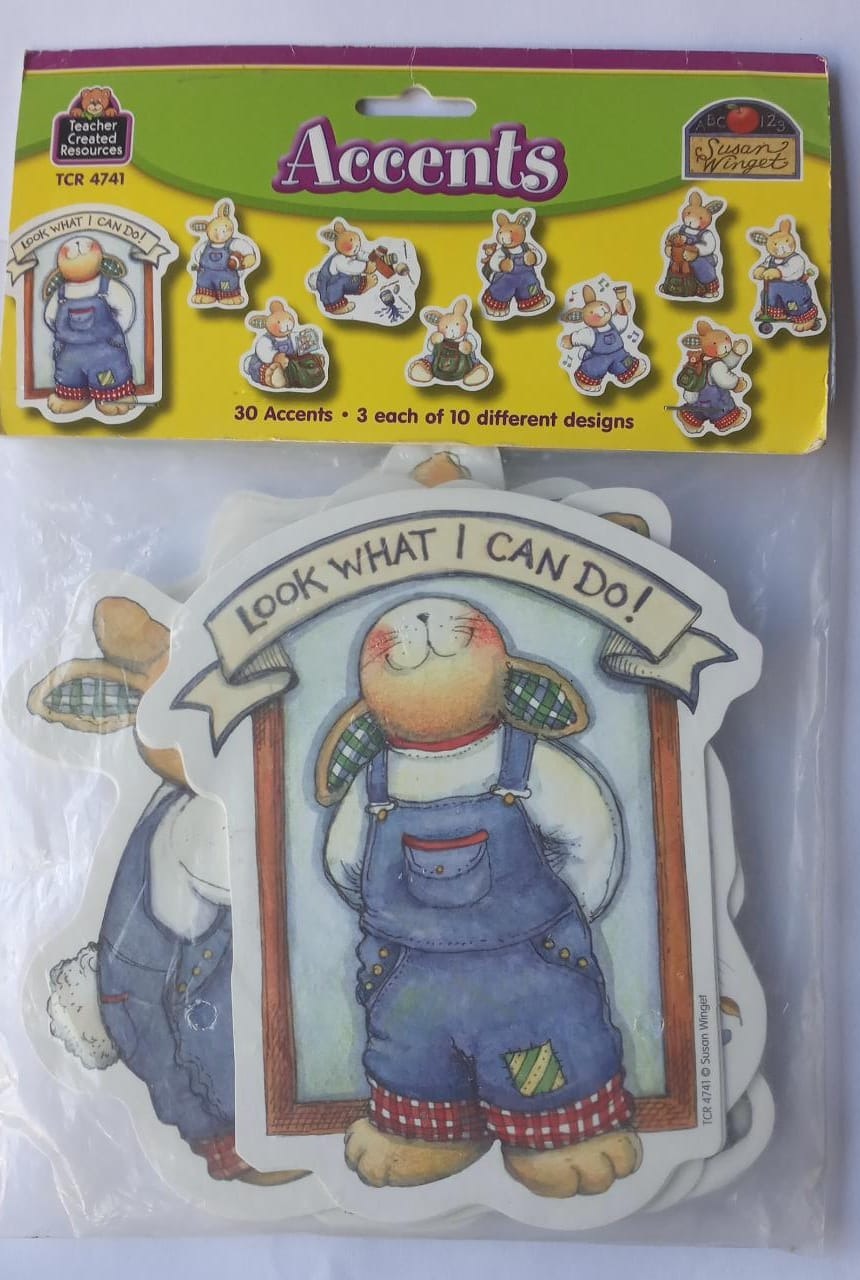 Teacher
Created
Resources
TCR 4741
Accents
ABC 123
Susan
Winget
LOOK WHAT I CAN DO!
30 Accents • 3 each of 10 different designs
LOOK WHAT I CAN DO!
TCR 4741 © Susan Winget